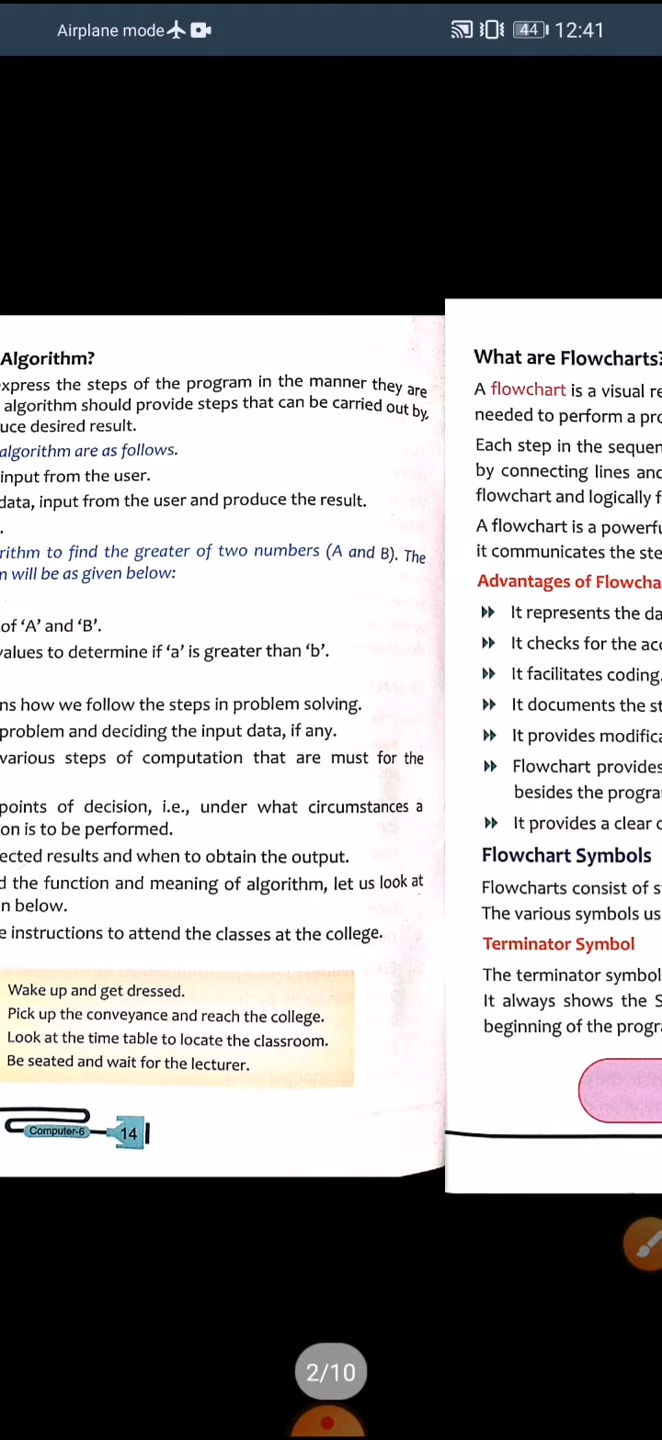 Airplane mode
44 12:41
Algorithm?
xpress the steps of the program in the manner they are
algorithm should provide steps that can be carried out by,
uce desired result.
algorithm are as follows.
input from the user.
data, input from the user and produce the result.
.
rithm to find the greater of two numbers (A and B). The
n will be as given below:
of ‘A’ and ‘B’.
values to determine if ‘a’ is greater than ‘b’.
ns how we follow the steps in problem solving.
problem and deciding the input data, if any.
various steps of computation that are must for the
points of decision, i.e., under what circumstances a
on is to be performed.
ected results and when to obtain the output.
d the function and meaning of algorithm, let us look at
n below.
e instructions to attend the classes at the college.
Wake up and get dressed.
Pick up the conveyance and reach the college.
Look at the time table to locate the classroom.
Be seated and wait for the lecturer.
Computer-6 14
What are Flowcharts?
A flowchart is a visual re
needed to perform a pro
Each step in the sequen
by connecting lines and
flowchart and logically f
A flowchart is a powerfu
it communicates the ste
Advantages of Flowcha
It represents the da
It checks for the acc
It facilitates coding.
It documents the st
It provides modifica
Flowchart provides
besides the progra
It provides a clear o
Flowchart Symbols
Flowcharts consist of s
The various symbols us
Terminator Symbol
The terminator symbol
It always shows the S
beginning of the progra
2/10